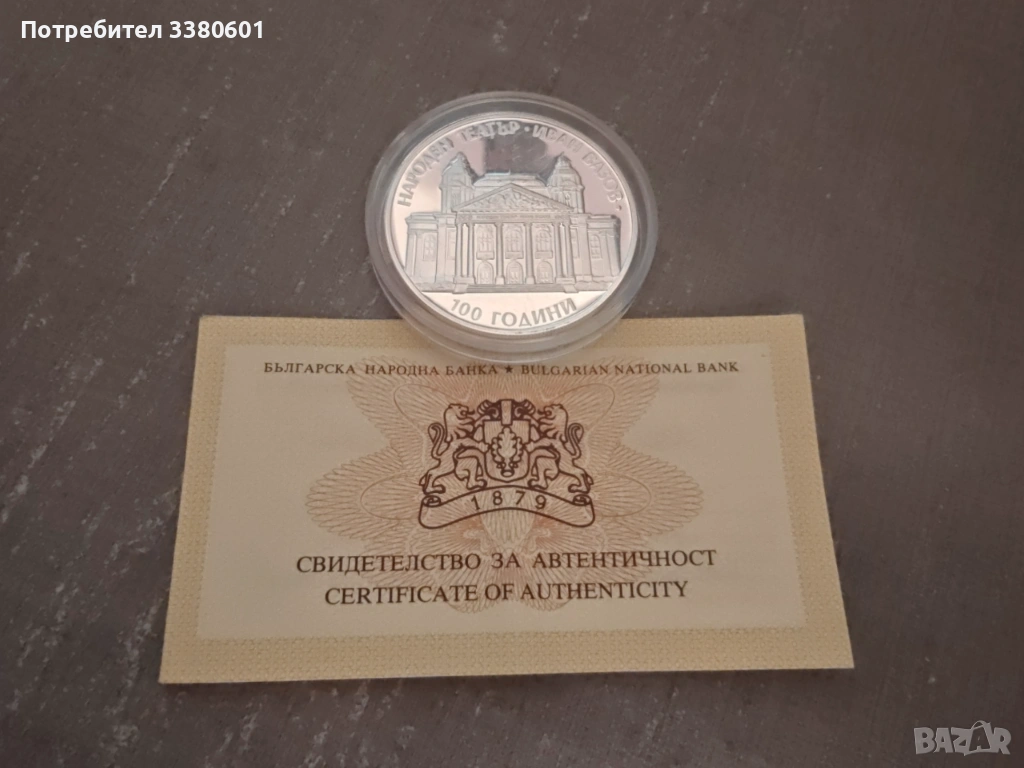 Потребител 3380601
НАРОДЕН ТЕАТЪР · ИВАН ВАЗОВ ·
100 ГОДИНИ
БЪЛГАРСКА НАРОДНА БАНКА ★ BULGARIAN NATIONAL BANK
1879
СВИДЕТЕЛСТВО ЗА АВТЕНТИЧНОСТ
CERTIFICATE OF AUTHENTICITY
BAZAR